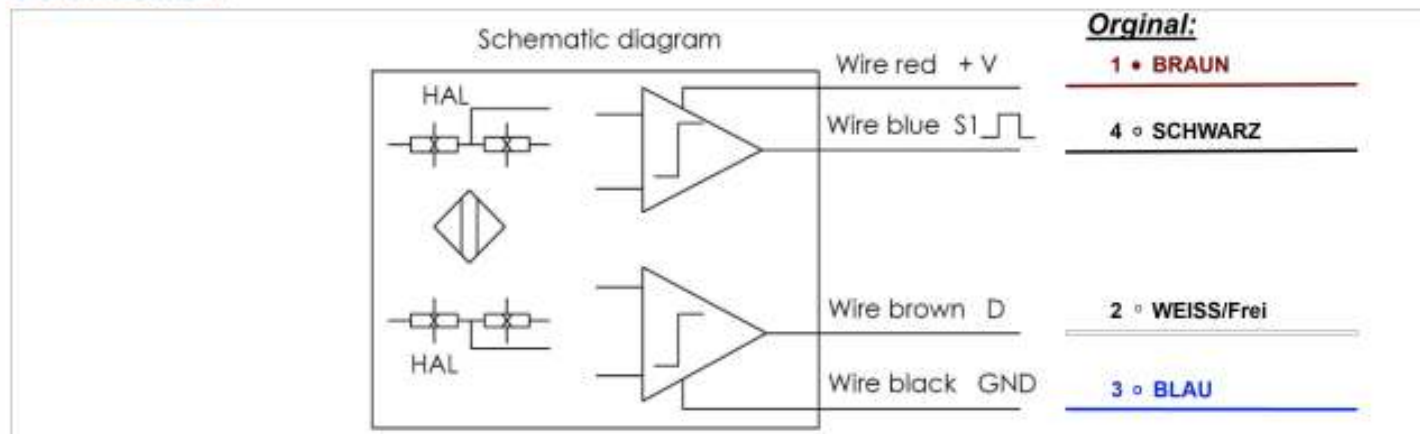 Schematic diagram
Orginal:
HAL
Wire red + V
1 • BRAUN
Wire blue S1
4 ◦ SCHWARZ
Wire brown D
2 ◦ WEISS/Frei
HAL
Wire black GND
3 ◦ BLAU